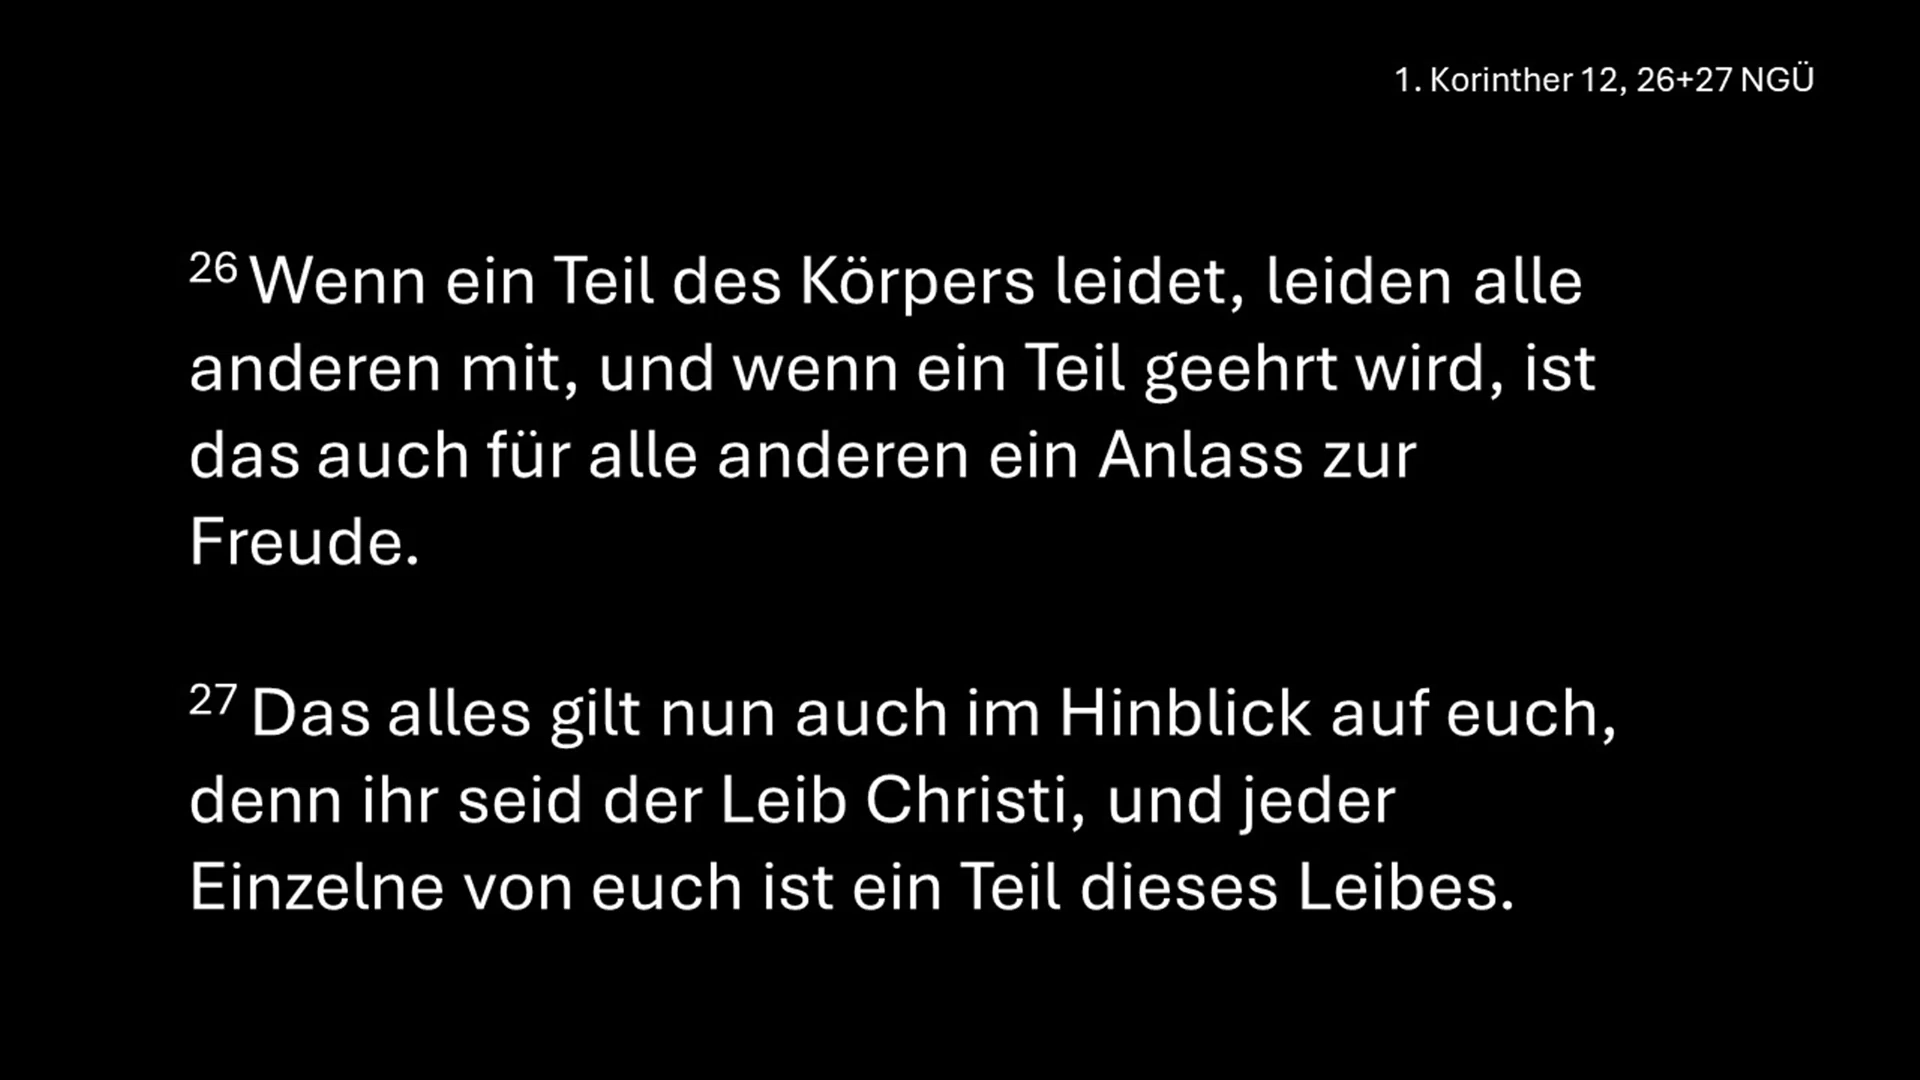 1. Korinther 12, 26+27 NGÜ
26 Wenn ein Teil des Körpers leidet, leiden alle
anderen mit, und wenn ein Teil geehrt wird, ist
das auch für alle anderen ein Anlass zur
Freude.
27 Das alles gilt nun auch im Hinblick auf euch,
denn ihr seid der Leib Christi, und jeder
Einzelne von euch ist ein Teil dieses Leibes.